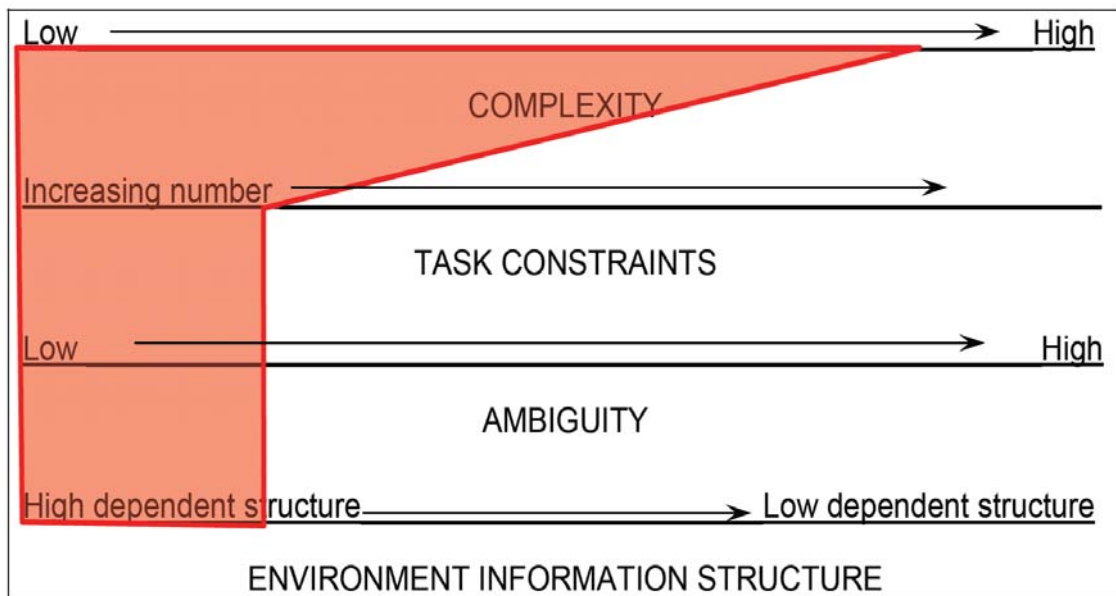 Low High
COMPLEXITY
Increasing number
TASK CONSTRAINTS
Low High
AMBIGUITY
High dependent structure Low dependent structure
ENVIRONMENT INFORMATION STRUCTURE